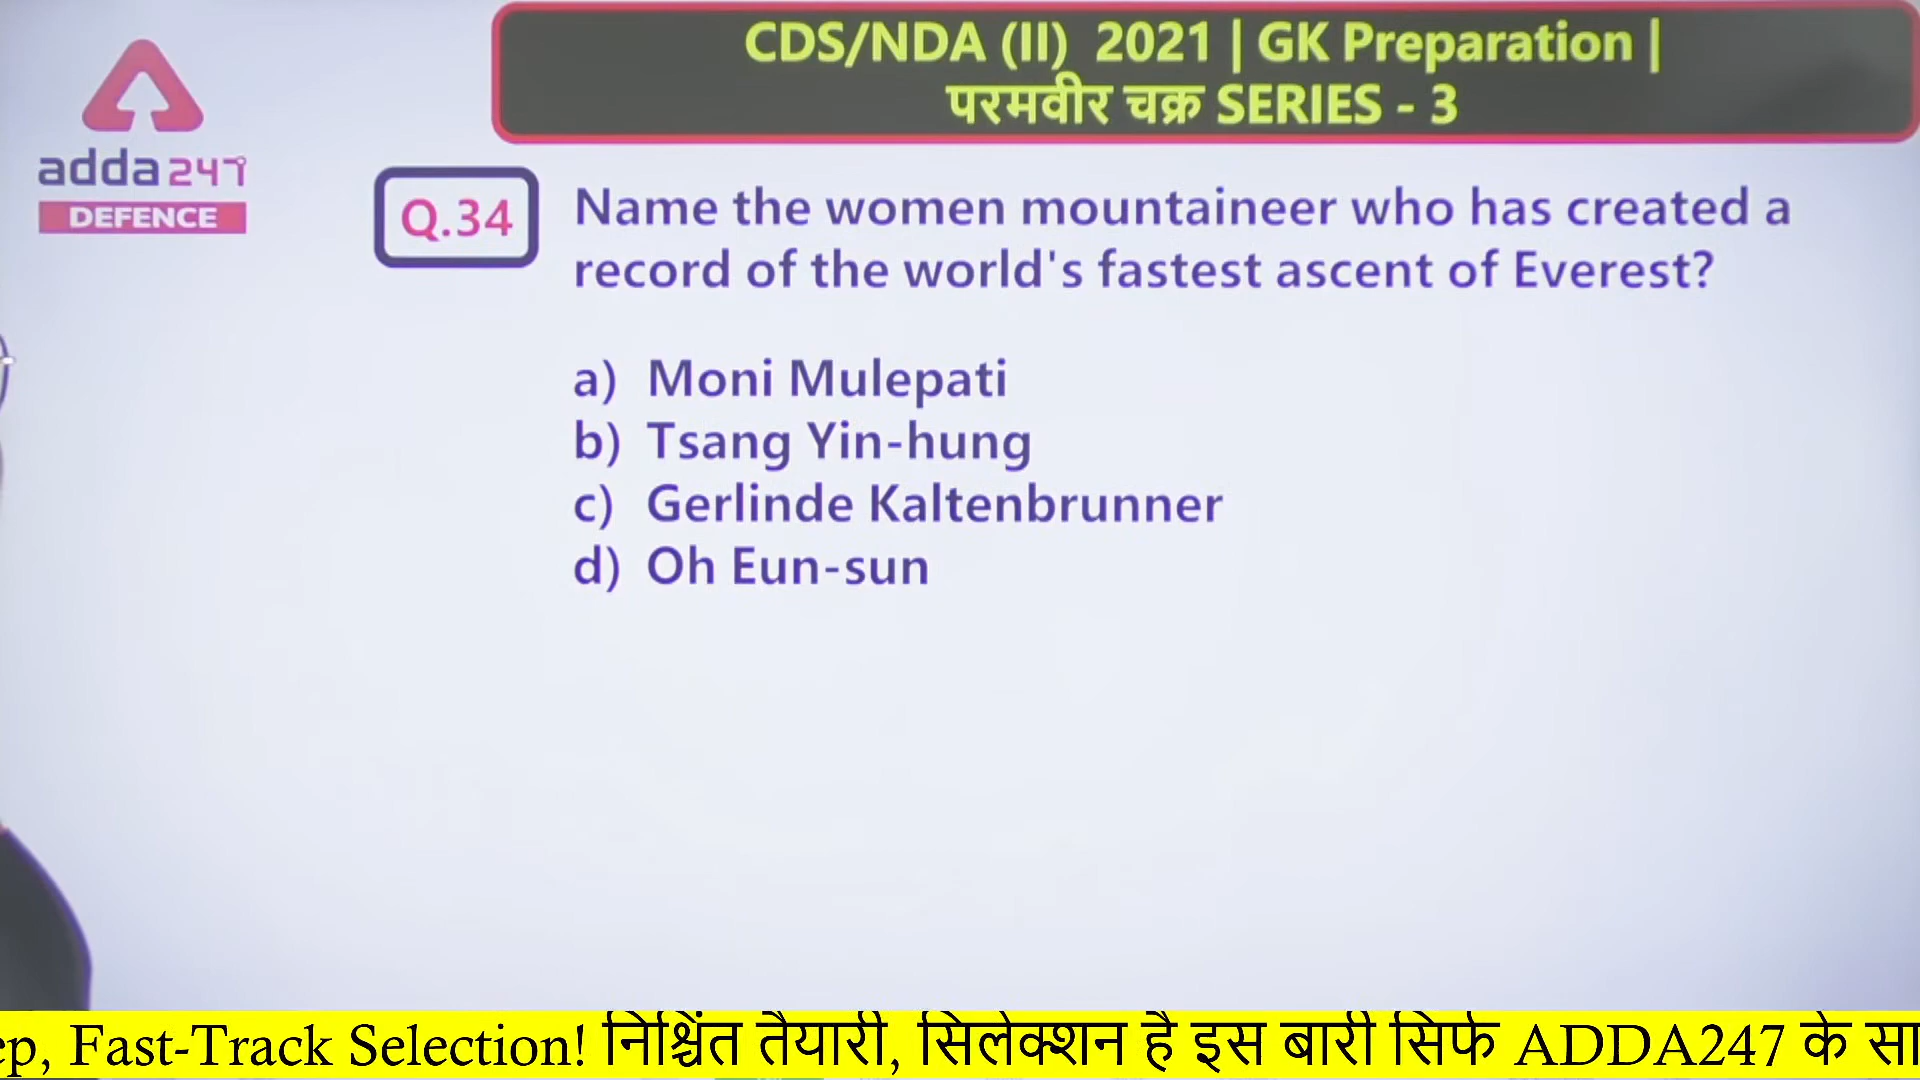 CDS/NDA (II) 2021 | GK Preparation |
परमवीर चक्र SERIES - 3
adda247
DEFENCE
Q.34
Name the women mountaineer who has created a
record of the world's fastest ascent of Everest?
a) Moni Mulepati
b) Tsang Yin-hung
c) Gerlinde Kaltenbrunner
d) Oh Eun-sun
Fast-Track Selection! निश्चिंत तैयारी, सिलेक्शन है इस बारी सिर्फ ADDA247 के